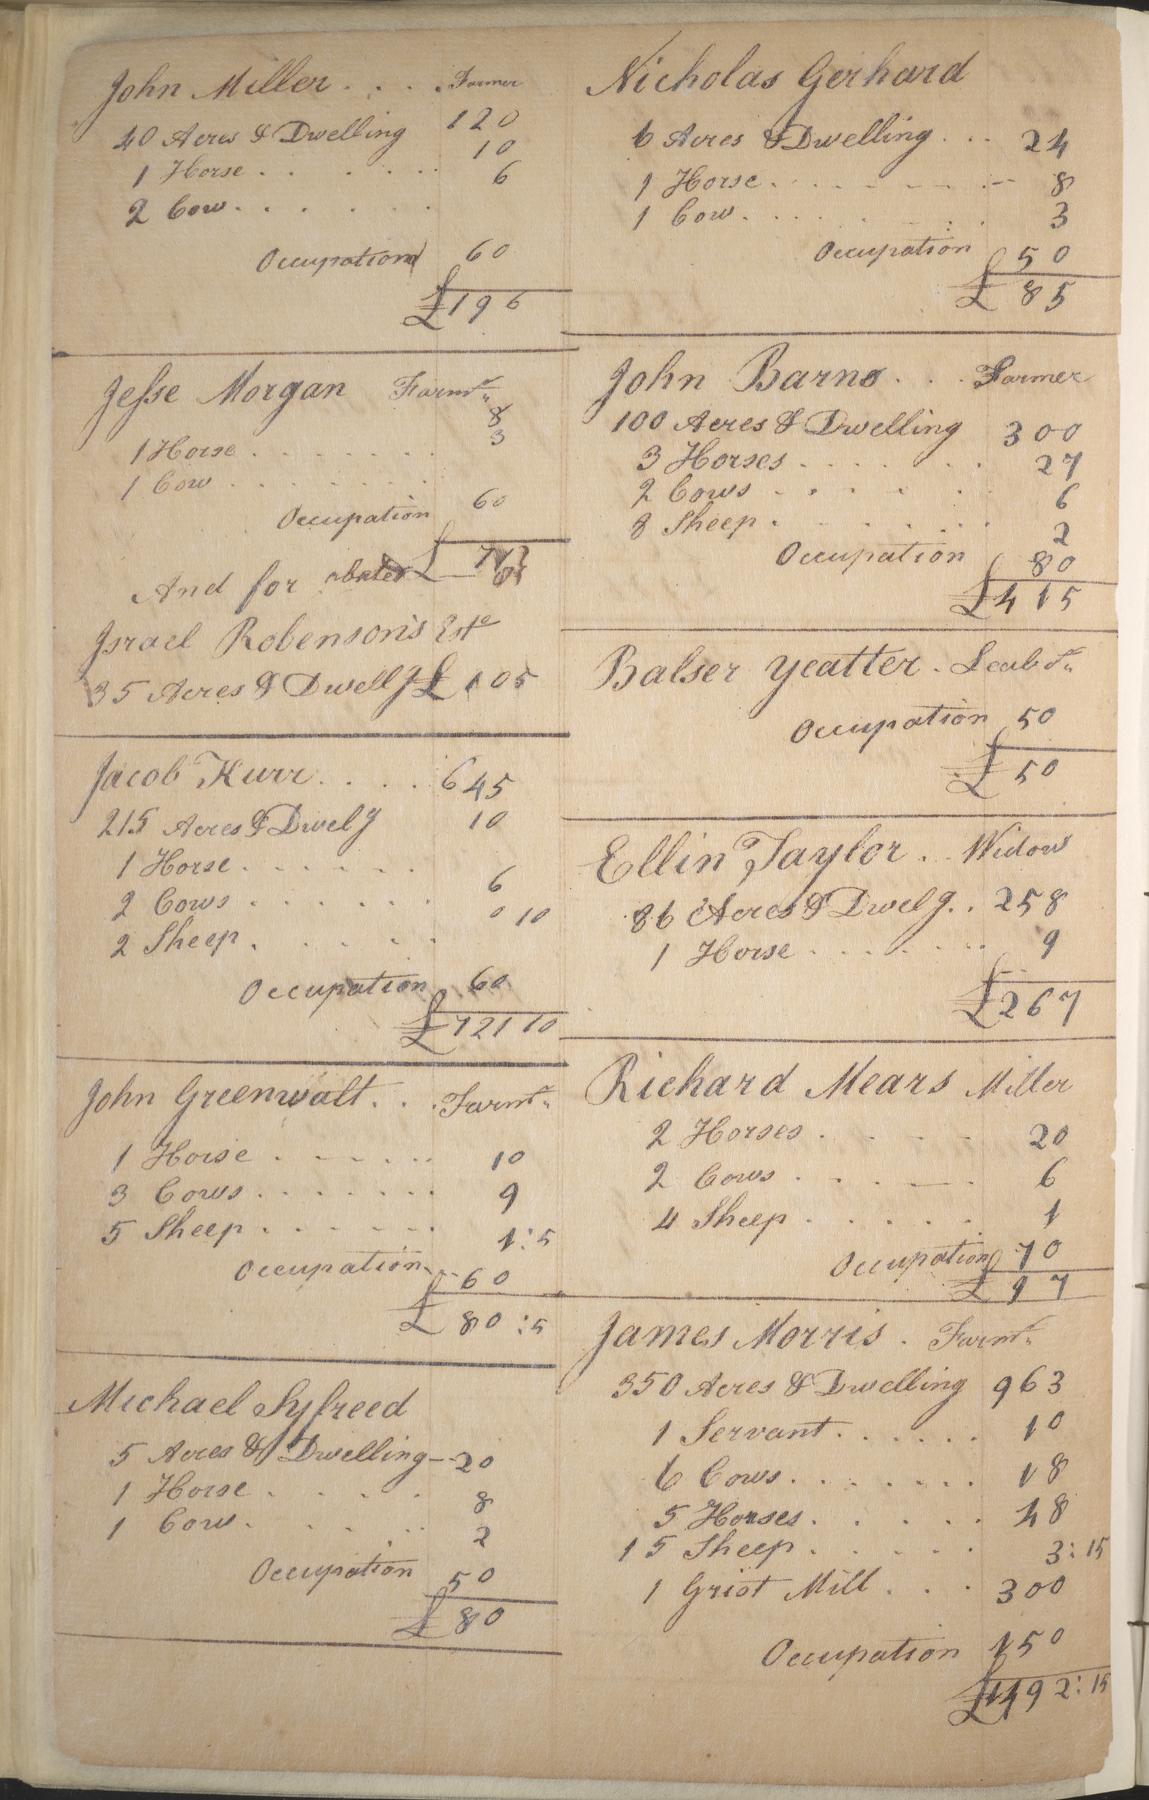 John Miller . . . . Farmer
40 Acres & Dwelling 120
1 Horse . . . . . . 10
2 Cow . . . . . 6
Occupation 60
£196
Jesse Morgan Farmr
1 Horse . . . . . . . 8
1 Cow . . . . . . . 3
Occupation 60
£ 71
And for
Israel Robenson's Este
35 Acres & Dwellg £ 105
Jacob Kurr . . . .
215 Acres & Dwelg 645
1 Horse . . . . . . 10
2 Cows . . . . . . 6
2 Sheep . . . . . 0 10
Occupation 60
£721 10
John Greenwalt . . . Farmr
1 Horse . . . . . . 10
3 Cows . . . . . . . 9
5 Sheep . . . . . . 1:5
Occupation 60
£ 80:5
Michael Syfreed
5 Acres & Dwelling 20
1 Horse . . . . . 8
1 Cow . . . . . 2
Occupation 50
£ 80
Nicholas Gerhard
6 Acres & Dwelling . . . 24
1 Horse . . . . . . . 8
1 Cow . . . . . . . 3
Occupation 50
£ 85
John Barns . . . Farmer
100 Acres & Dwelling 300
3 Horses . . . . . . 27
2 Cows . . . . . . 6
8 Sheep . . . . . . . 2
Occupation 80
£415
Balser Yeatter . Leabr
Occupation 50
£ 50
Ellin Taylor . . . Widow
86 Acres & Dwelg . . 258
1 Horse . . . . . . . 9
£267
Richard Mears Miller
2 Horses . . . . . 20
2 Cows . . . . . . 6
4 Sheep . . . . . 1
Occupation 70
£ 97
James Morris . Farmr
350 Acres & Dwelling 963
1 Servant . . . . . . 10
6 Cows . . . . . . . 18
5 Horses . . . . . 48
15 Sheep . . . . . 3:15
1 Grist Mill . . . 300
Occupation 150
£1492:15